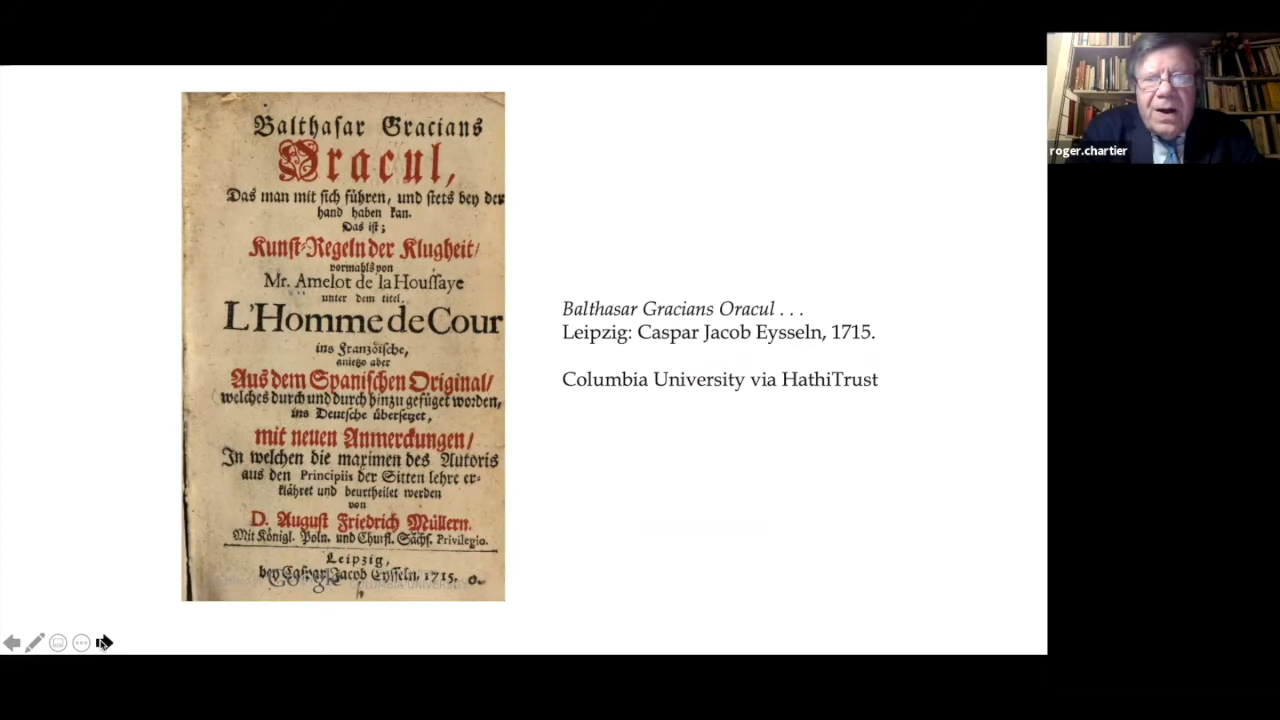 Balthasar Gracians
Oracul,
Das man mit sich führen, und stets bey der
hand haben kan.
Das ist;
Kunst-Regeln der Klugheit/
vormahls von
Mr. Amelot de la Houssaye
unter dem titel,
L'Homme de Cour
ins Französische,
anietzo aber
Aus dem Spanischen Original/
welches durch und durch hinzu gefüget worden,
ins Deutsche übersetzet,
mit neuen Anmerckungen/
In welchen die maximen des Autoris
aus den Principiis der Sitten lehre er-
klähret und beurtheilet werden
von
D. August Friedrich Müllern.
Mit Königl. Poln. und Churfl. Sächs. Privilegio.
Leipzig,
bey Caspar Jacob Eysseln, 1715.
Google
COLUMBIA UNIVERSITY
Balthasar Gracians Oracul . . .
Leipzig: Caspar Jacob Eysseln, 1715.
Columbia University via HathiTrust
roger.chartier